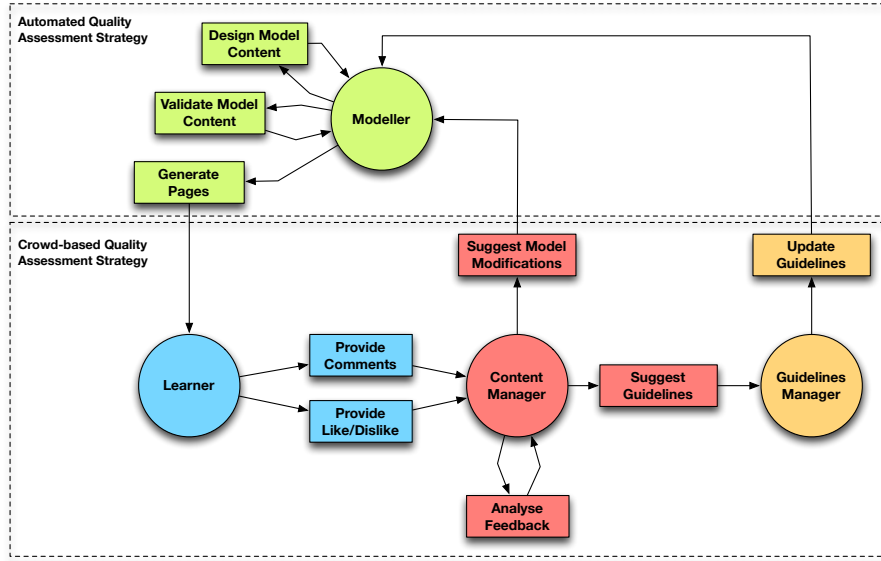 Automated Quality
Assessment Strategy
Design Model
Content
Validate Model
Content
Modeller
Generate
Pages
Crowd-based Quality
Assessment Strategy
Suggest Model
Modifications
Update
Guidelines
Learner
Provide
Comments
Provide
Like/Dislike
Content
Manager
Suggest
Guidelines
Guidelines
Manager
Analyse
Feedback